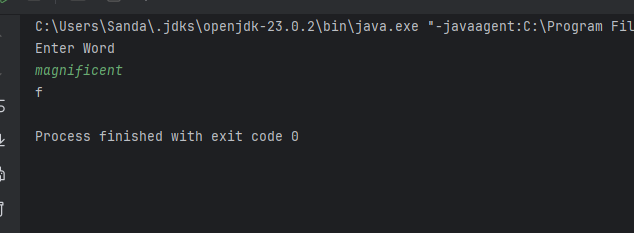 C:\Users\Sanda\.jdks\openjdk-23.0.2\bin\java.exe "-javaagent:C:\Program Fil
Enter Word
magnificent
f

Process finished with exit code 0